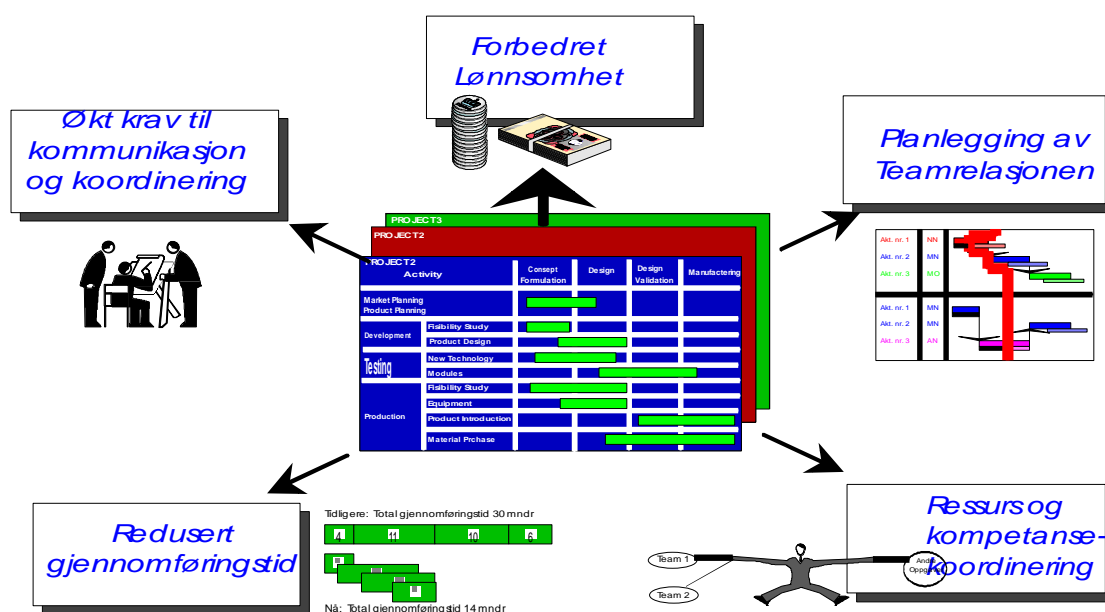 Forbedret
Lønnsomhet
Økt krav til
kommunikasjon
og koordinering
Planlegging av
Teamrelasjonen
PROJECT3
PROJECT2
PROJECT2
Activity
Consept
Formulation
Design
Design
Validation
Manufactering
Market Planning
Product Planning
Development
Fisibility Study
Product Design
Testing
New Technology
Modules
Production
Fisibility Study
Equipment
Product Introduction
Material Prchase
Akt. nr. 1 NN
Akt. nr. 2 MN
Akt. nr. 3 MO
Akt. nr. 1 MN
Akt. nr. 2 MN
Akt. nr. 3 AN
Redusert
gjennomføringstid
Tidligere: Total gjennomføringstid 30 mndr
4 11 10 6
Nå: Total gjennomføringstid 14 mndr
Team 1
Team 2
Ressurs og
kompetanse-
koordinering